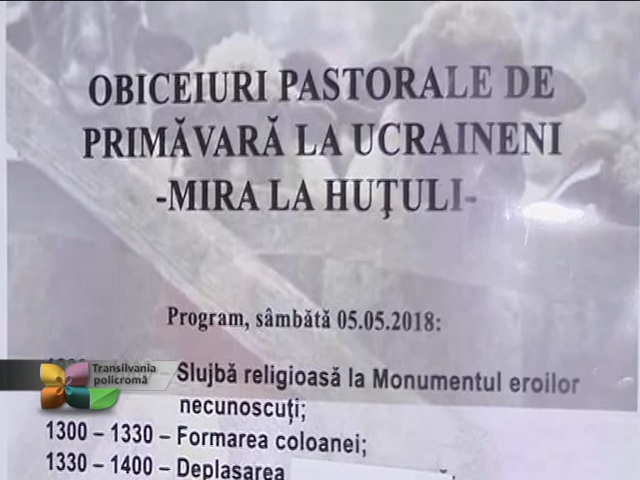 OBICEIURI PASTORALE DE
PRIMĂVARĂ LA UCRAINENI
-MIRA LA HUŢULI-
Program, sâmbătă 05.05.2018:
Transilvania
policromă
Slujbă religioasă la Monumentul eroilor
necunoscuți;
1300 – 1330 – Formarea coloanei;
1330 – 1400 – Deplasarea